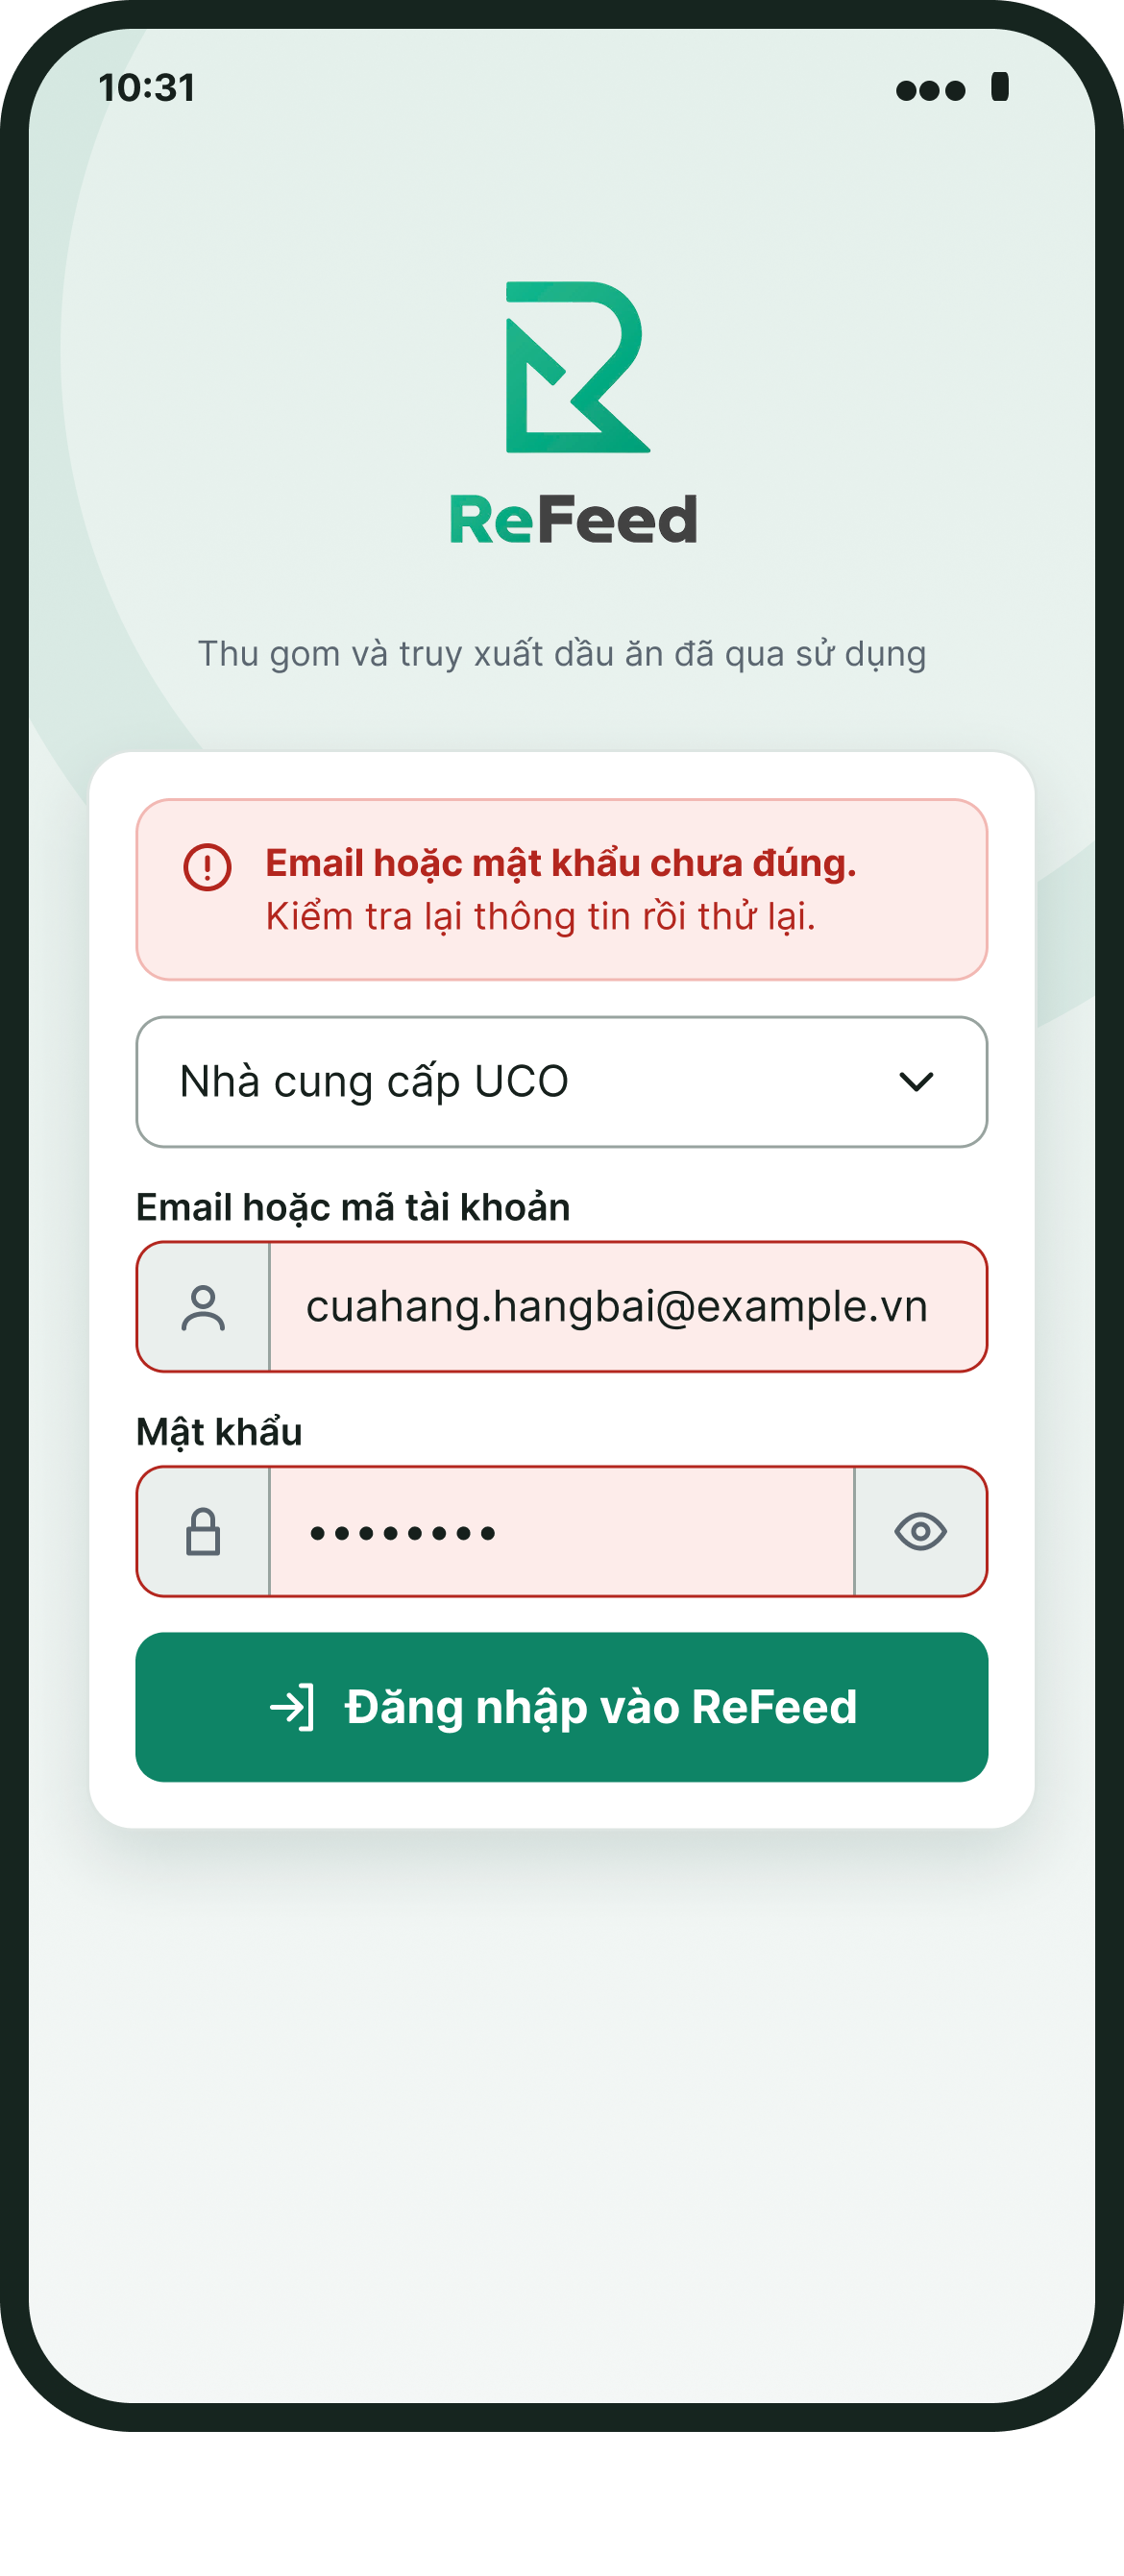 10:31
ReFeed
Thu gom và truy xuất dầu ăn đã qua sử dụng
Email hoặc mật khẩu chưa đúng.
Kiểm tra lại thông tin rồi thử lại.
Nhà cung cấp UCO
Email hoặc mã tài khoản
cuahang.hangbai@example.vn
Mật khẩu
••••••••
Đăng nhập vào ReFeed